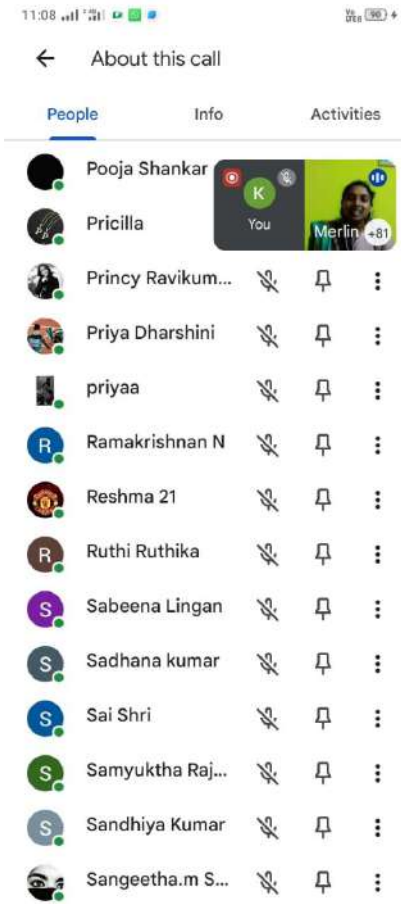 11:08
90
About this call
People Info Activities
Pooja Shankar
K
You
Merlin +81
Pricilla
Princy Ravikum...
Priya Dharshini
priyaa
R Ramakrishnan N
Reshma 21
R Ruthi Ruthika
S Sabeena Lingan
S Sadhana kumar
S Sai Shri
S Samyuktha Raj...
S Sandhiya Kumar
Sangeetha.m S...